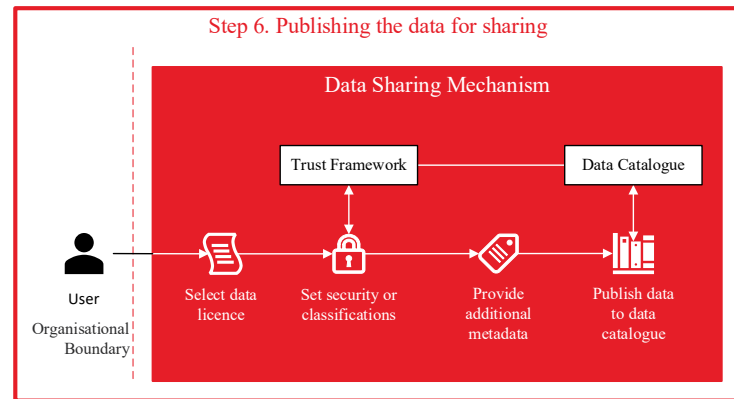 Step 6. Publishing the data for sharing
Data Sharing Mechanism
Trust Framework
Data Catalogue
User
Organisational
Boundary
Select data
licence
Set security or
classifications
Provide
additional
metadata
Publish data
to data
catalogue